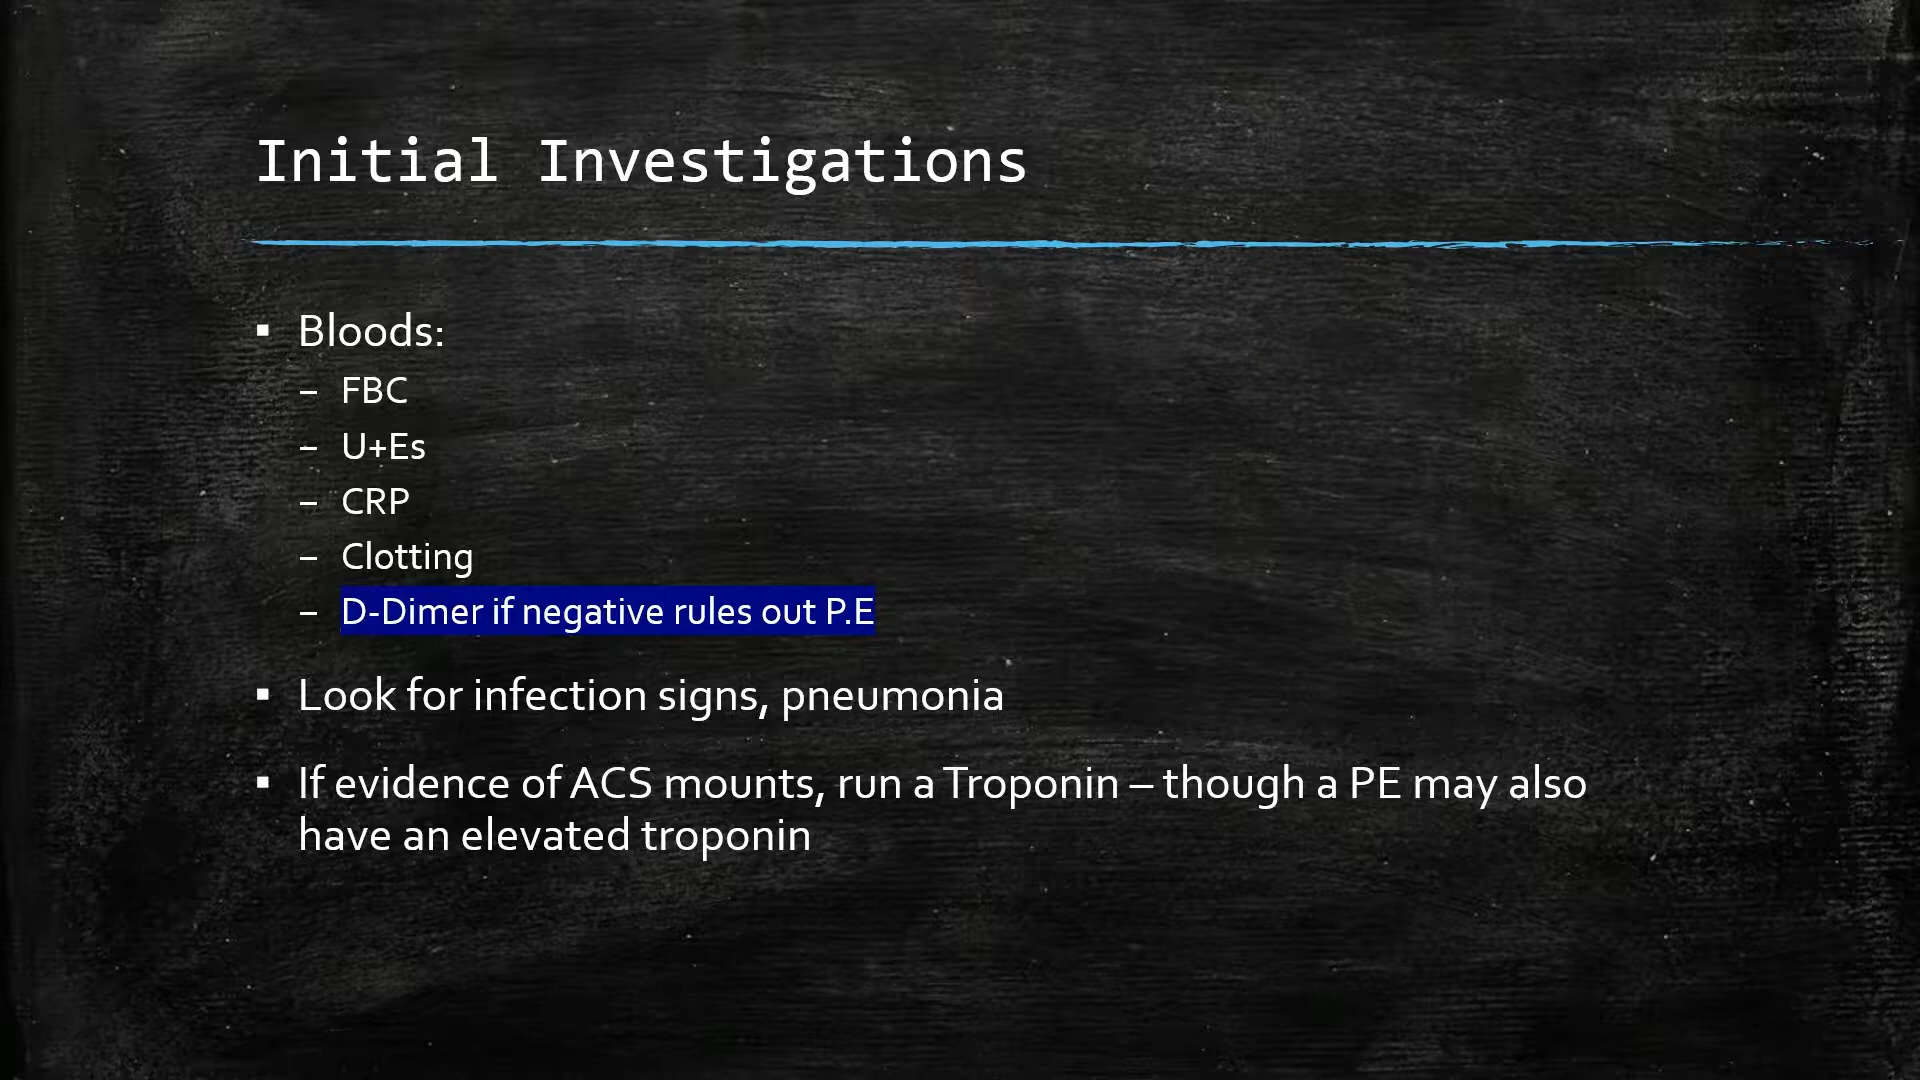 Initial Investigations
▪ Bloods:
– FBC
– U+Es
– CRP
– Clotting
– D-Dimer if negative rules out P.E
▪ Look for infection signs, pneumonia
▪ If evidence of ACS mounts, run a Troponin – though a PE may also
have an elevated troponin